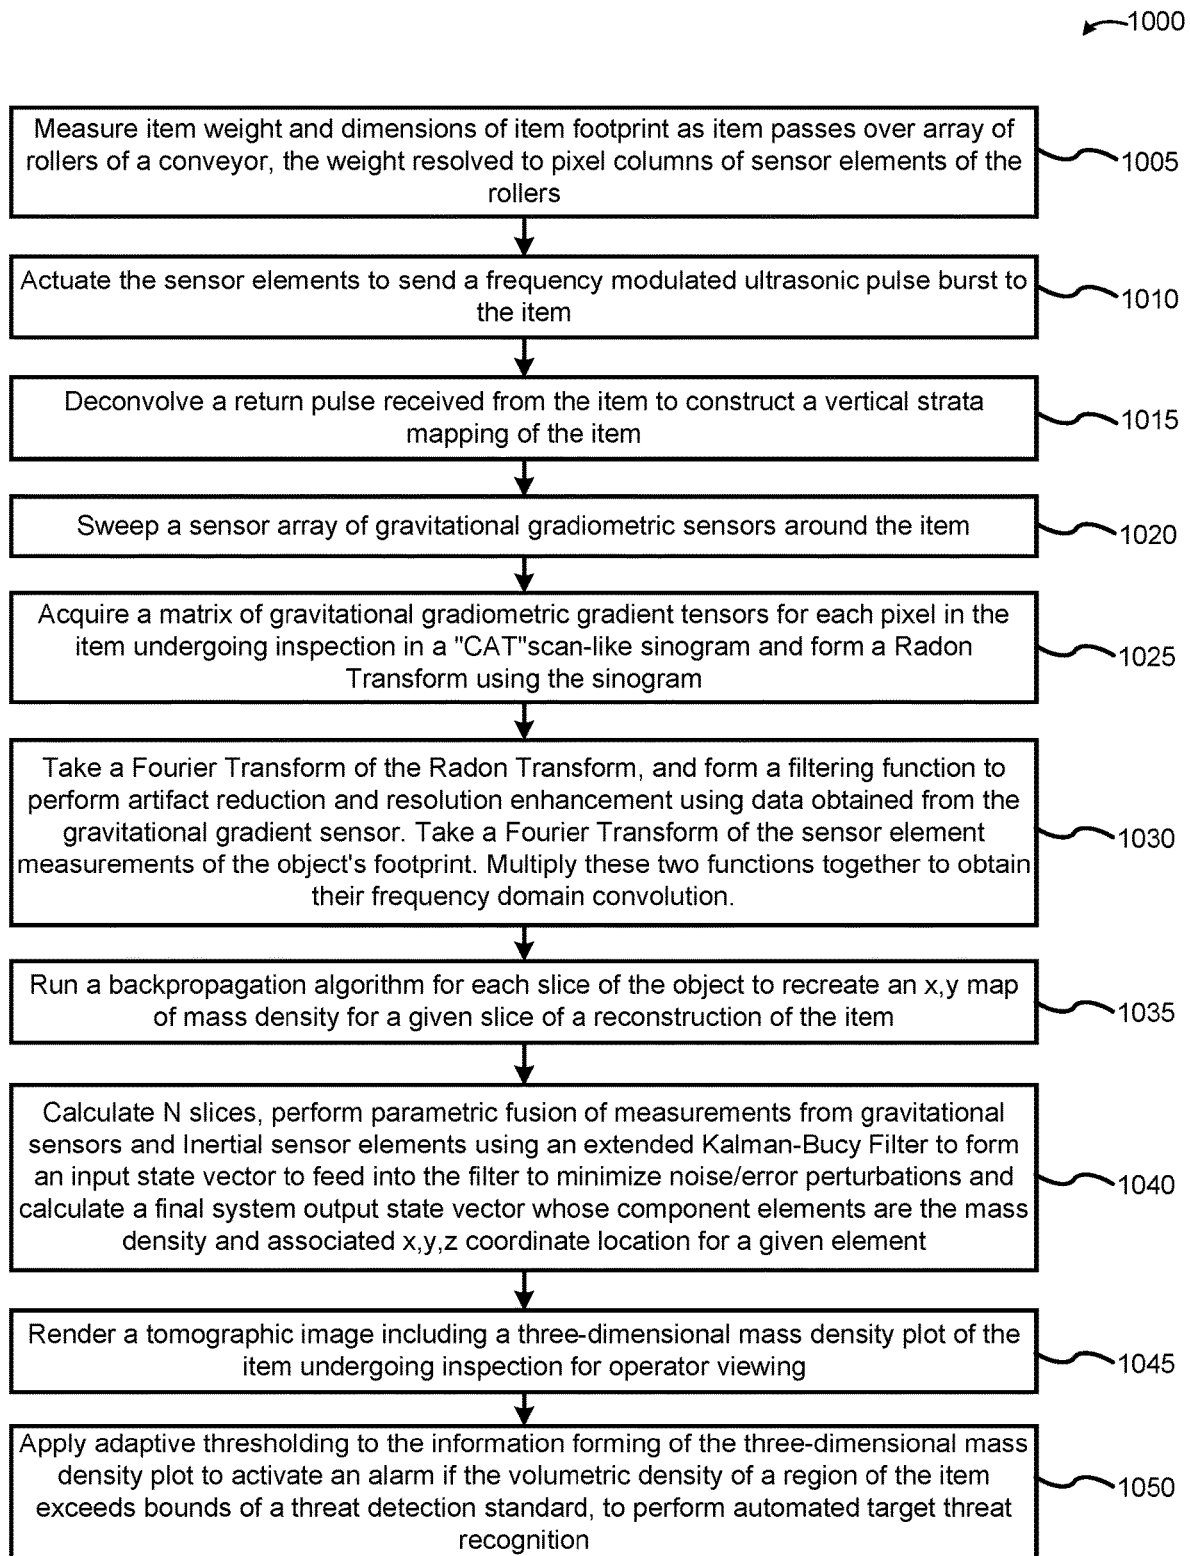 1000
Measure item weight and dimensions of item footprint as item passes over array of
rollers of a conveyor, the weight resolved to pixel columns of sensor elements of the
rollers
1005
Actuate the sensor elements to send a frequency modulated ultrasonic pulse burst to
the item
1010
Deconvolve a return pulse received from the item to construct a vertical strata
mapping of the item
1015
Sweep a sensor array of gravitational gradiometric sensors around the item
1020
Acquire a matrix of gravitational gradiometric gradient tensors for each pixel in the
item undergoing inspection in a "CAT"scan-like sinogram and form a Radon
Transform using the sinogram
1025
Take a Fourier Transform of the Radon Transform, and form a filtering function to
perform artifact reduction and resolution enhancement using data obtained from the
gravitational gradient sensor. Take a Fourier Transform of the sensor element
measurements of the object's footprint. Multiply these two functions together to obtain
their frequency domain convolution.
1030
Run a backpropagation algorithm for each slice of the object to recreate an x,y map
of mass density for a given slice of a reconstruction of the item
1035
Calculate N slices, perform parametric fusion of measurements from gravitational
sensors and Inertial sensor elements using an extended Kalman-Bucy Filter to form
an input state vector to feed into the filter to minimize noise/error perturbations and
calculate a final system output state vector whose component elements are the mass
density and associated x,y,z coordinate location for a given element
1040
Render a tomographic image including a three-dimensional mass density plot of the
item undergoing inspection for operator viewing
1045
Apply adaptive thresholding to the information forming of the three-dimensional mass
density plot to activate an alarm if the volumetric density of a region of the item
exceeds bounds of a threat detection standard, to perform automated target threat
recognition
1050